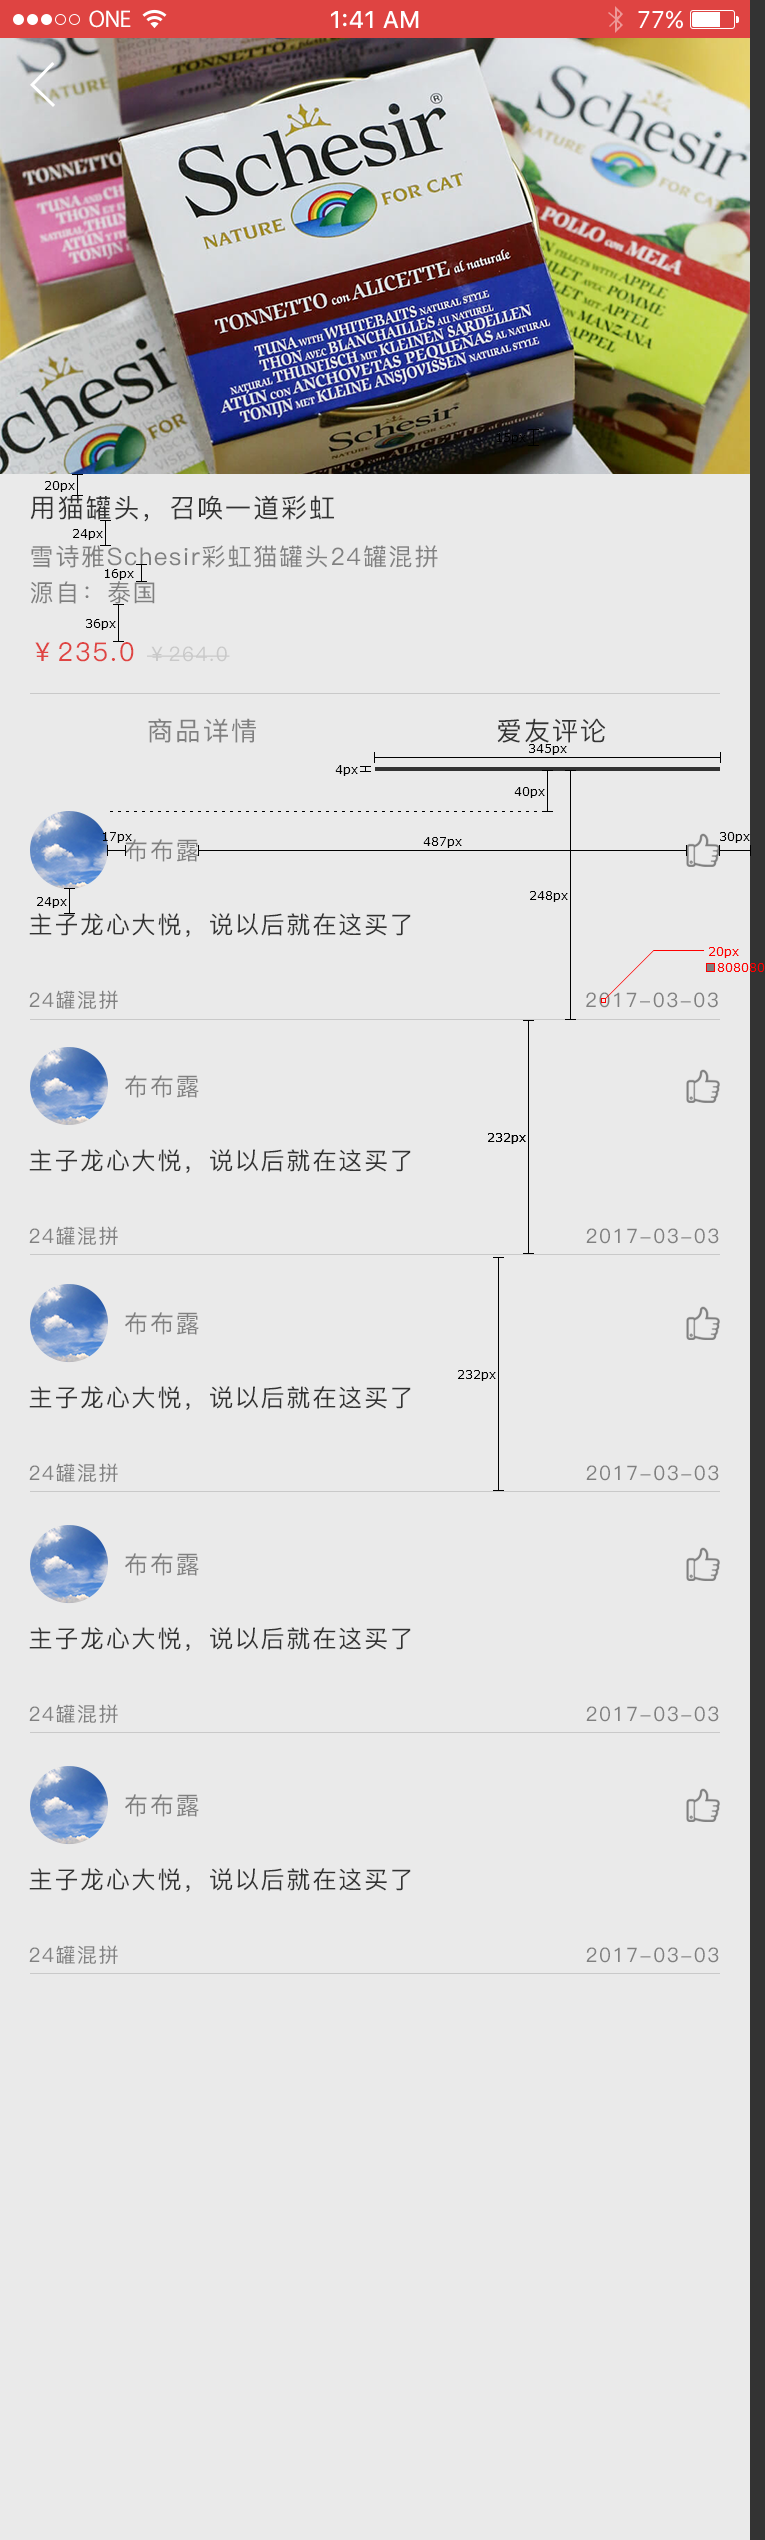 ONE 1:41 AM 77%
Schesir®
NATURE FOR CAT
TONNETTO con ALICETTE al naturale
TUNA WITH WHITEBAITS NATURAL STYLE
THON AVEC BLANCHAILLES AU NATUREL
NATURAL THUNFISCH MIT KLEINEN SARDELLEN
ATÚN CON ANCHOVETAS PEQUEÑAS AL NATURAL
TONIJN MET KLEINE ANSJOVISSEN NATURAL STYLE
Schesir
NATURE FOR CAT
POLLO con MELA
TONNETTO
20px
用猫罐头，召唤一道彩虹
24px
雪诗雅Schesir彩虹猫罐头24罐混拼
16px
源自：泰国
36px
￥235.0 ￥264.0
商品详情 爱友评论
345px
4px
40px
17px 487px 30px
布布露
24px 248px
主子龙心大悦，说以后就在这买了
20px
24罐混拼 2017-03-03
布布露
232px
主子龙心大悦，说以后就在这买了
24罐混拼 2017-03-03
布布露
232px
主子龙心大悦，说以后就在这买了
24罐混拼 2017-03-03
布布露
主子龙心大悦，说以后就在这买了
24罐混拼 2017-03-03
布布露
主子龙心大悦，说以后就在这买了
24罐混拼 2017-03-03